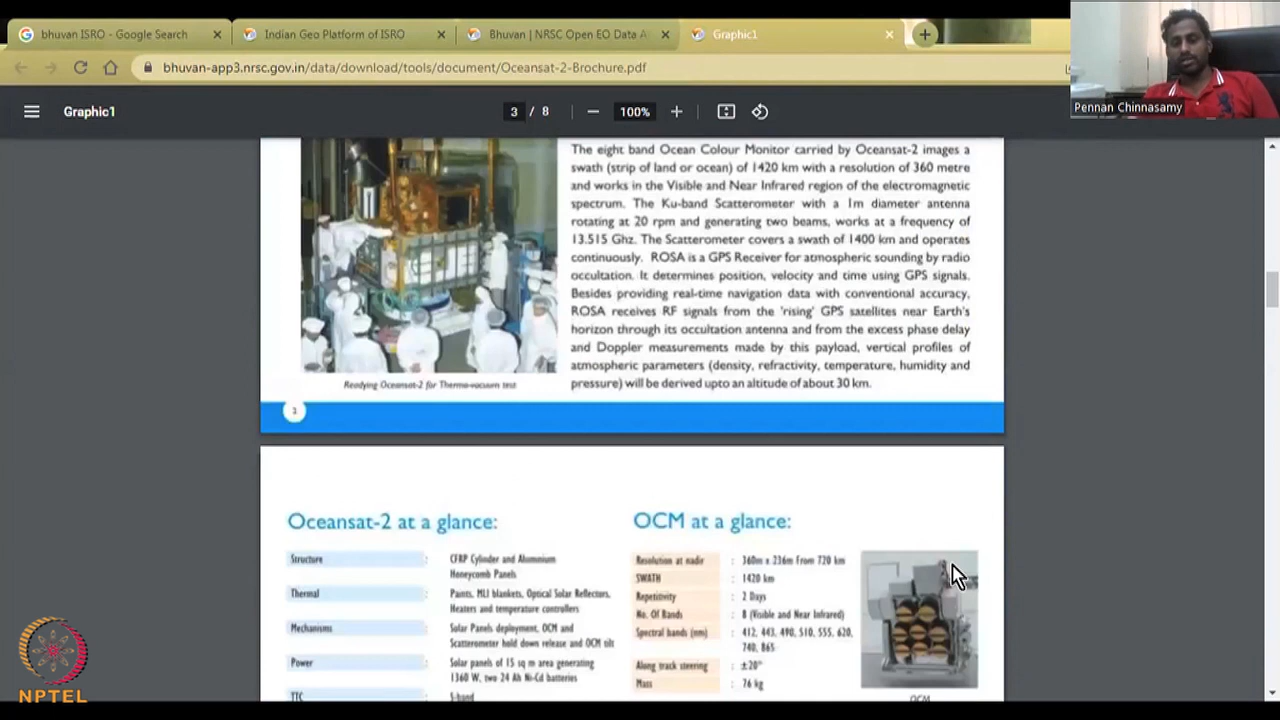 bhuvan ISRO - Google Search
Indian Geo Platform of ISRO
Bhuvan | NRSC Open EO Data A
Graphic1
bhuvan-app3.nrsc.gov.in/data/download/tools/document/Oceansat-2-Brochure.pdf
Pennan Chinnasamy
Graphic1
3 / 8
100%
The eight band Ocean Colour Monitor carried by Oceansat-2 images a
swath (strip of land or ocean) of 1420 km with a resolution of 360 metre
and works in the Visible and Near Infrared region of the electromagnetic
spectrum. The Ku-band Scatterometer with a 1m diameter antenna
rotating at 20 rpm and generating two beams, works at a frequency of
13.515 Ghz. The Scatterometer covers a swath of 1400 km and operates
continuously. ROSA is a GPS Receiver for atmospheric sounding by radio
occultation. It determines position, velocity and time using GPS signals.
Besides providing real-time navigation data with conventional accuracy,
ROSA receives RF signals from the 'rising' GPS satellites near Earth's
horizon through its occultation antenna and from the excess phase delay
and Doppler measurements made by this payload, vertical profiles of
atmospheric parameters (density, refractivity, temperature, humidity and
pressure) will be derived upto an altitude of about 30 km.
Readying Oceansat-2 for Thermo-vacuum test
3
Oceansat-2 at a glance:
Structure : CFRP Cylinder and Aluminium
Honeycomb Panels
Thermal : Paints, MLI blankets, Optical Solar Reflectors,
Heaters and temperature controllers
Mechanisms : Solar Panels deployment, OCM and
Scatterometer hold down release and OCM tilt
Power : Solar panels of 15 sq m area generating
1360 W, two 24 Ah Ni-Cd batteries
TTC : S-band
OCM at a glance:
Resolution at nadir : 360m x 236m From 720 km
SWATH : 1420 km
Repetitivity : 2 Days
No. Of Bands : 8 (Visible and Near Infrared)
Spectral bands (nm) : 412, 443, 490, 510, 555, 620,
740, 865
Along track steering : ±20°
Mass : 76 kg
OCM
NPTEL